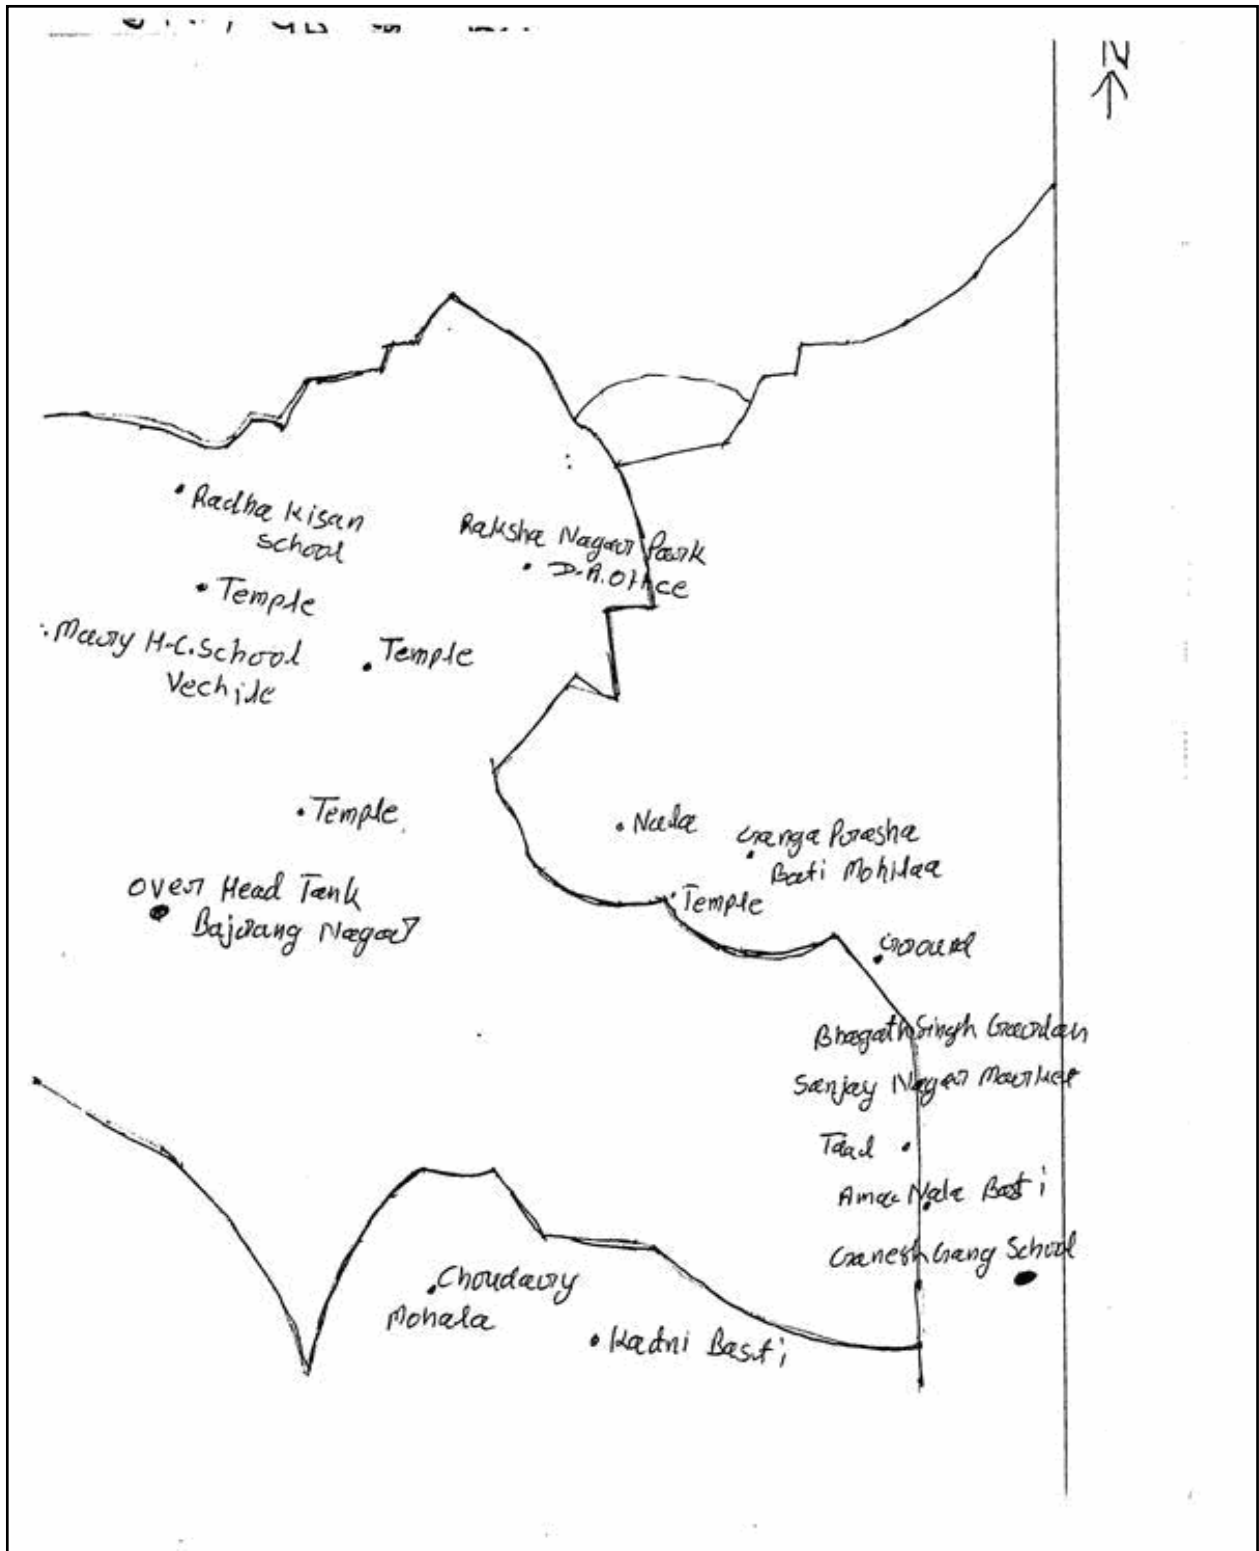 N
Radha Kisan
School
Raksha Nagar Park
D.A. Office
Temple
Mary H.C. School
Vechile
Temple
Temple
Nala
Ganga Prasha
Bati Mohilaa
Temple
Over Head Tank
Bajrang Nagar
Ground
Bhagath Singh Gardan
Sanjay Nagar Market
Taal
Ama Nala Basti
Ganesh Gang School
Choudary
Mohala
Kadni Basti